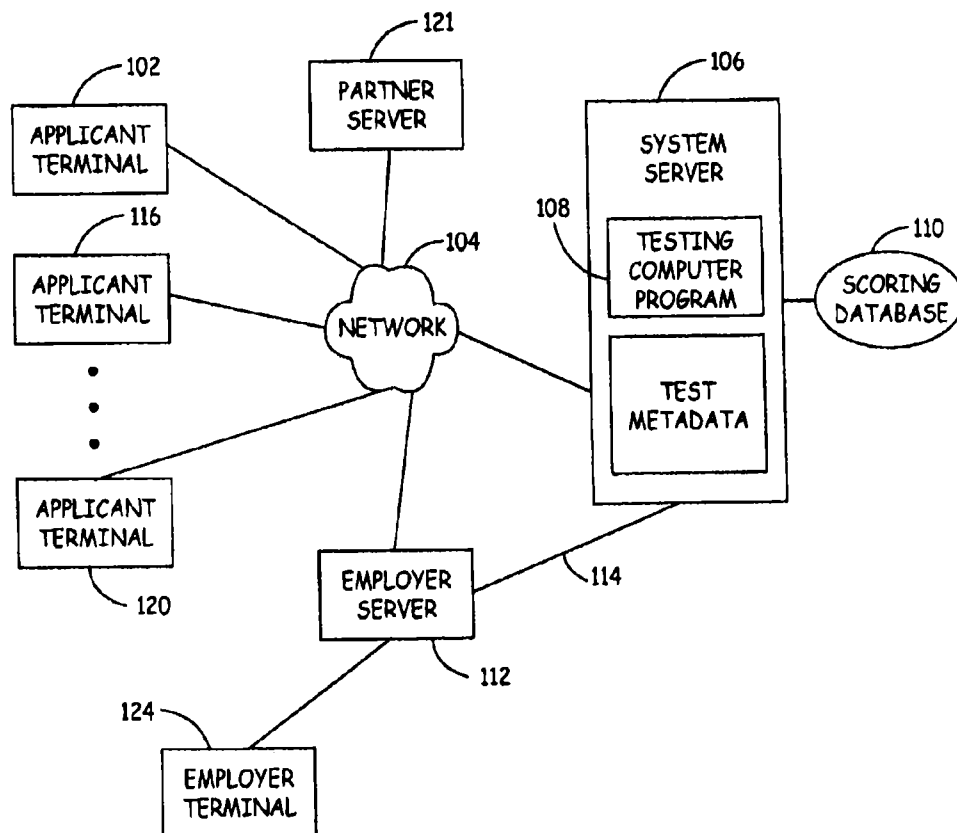 121
102
106
PARTNER
SERVER
APPLICANT
TERMINAL
SYSTEM
SERVER
116
108
104
110
TESTING
COMPUTER
PROGRAM
APPLICANT
TERMINAL
SCORING
DATABASE
NETWORK
TEST
METADATA
APPLICANT
TERMINAL
EMPLOYER
SERVER
114
120
112
124
EMPLOYER
TERMINAL